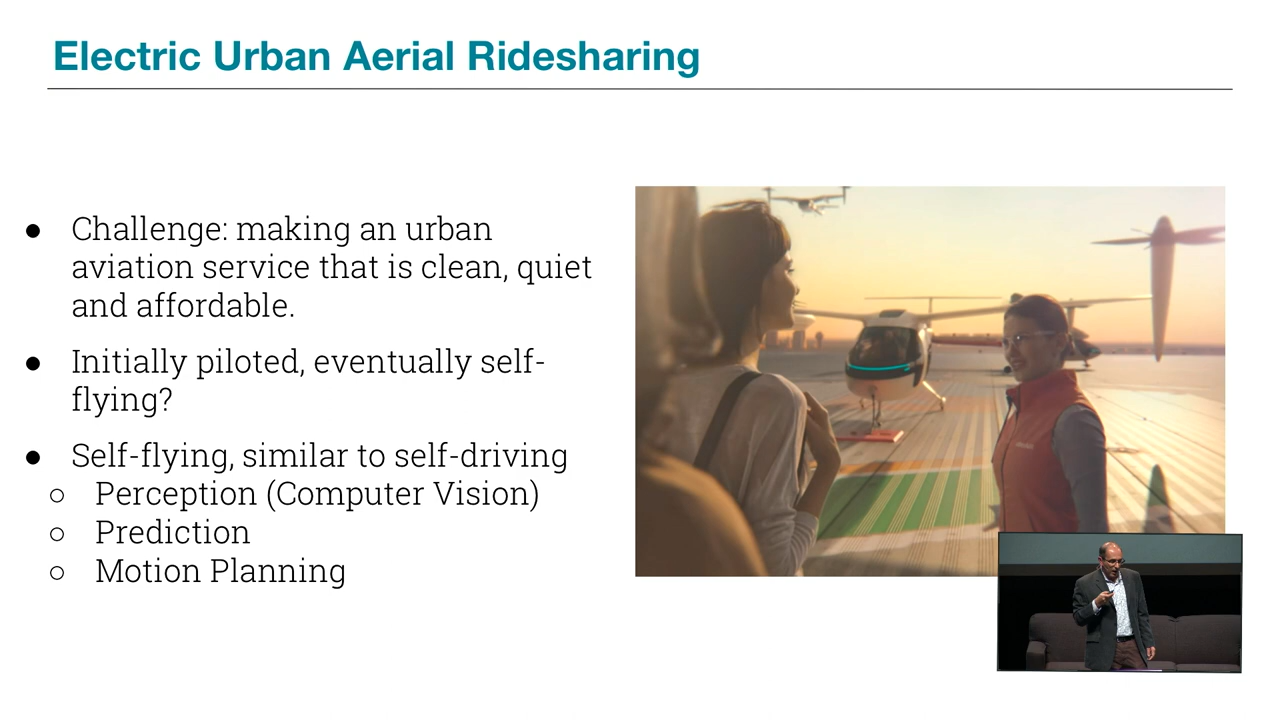 Electric Urban Aerial Ridesharing
● Challenge: making an urban
aviation service that is clean, quiet
and affordable.
● Initially piloted, eventually self-
flying?
● Self-flying, similar to self-driving
○ Perception (Computer Vision)
○ Prediction
○ Motion Planning